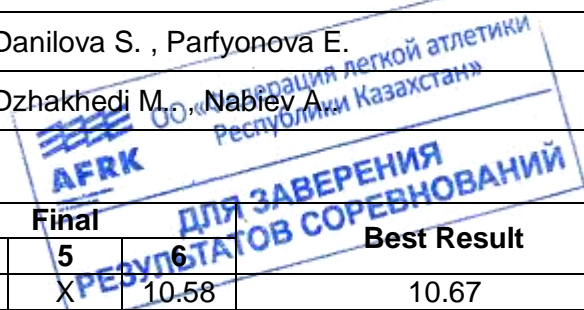 Danilova S. , Parfyonova E.
Dzhakhedi M.. , Nabiev A..
ОО «Федерация легкой атлетики
Республики Казахстан»
AFRK
ДЛЯ ЗАВЕРЕНИЯ
РЕЗУЛЬТАТОВ СОРЕВНОВАНИЙ
Final
Best Result
5 6
X 10.58 10.67